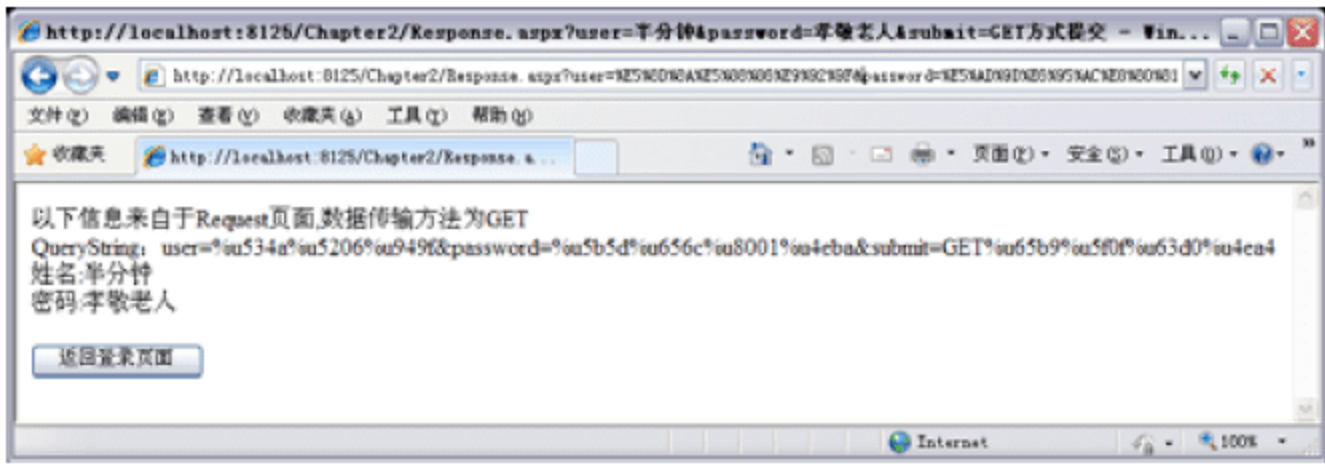 http://localhost:8125/Chapter2/Response.aspx?user=半分钟&password=孝敬老人&submit=GET方式提交 - Win...
http://localhost:8125/Chapter2/Response.aspx?user=%E5%8D%8A%E5%88%86%E9%92%9F&password=%E5%AD%9D%E6%95%AC%E8%80%81
文件(F) 编辑(E) 查看(V) 收藏夹(A) 工具(T) 帮助(H)
收藏夹 http://localhost:8125/Chapter2/Response.a... 页面(P) 安全(S) 工具(O) »
以下信息来自于Request页面,数据传输方法为GET
QueryString：user=%u534a%u5206%u949f&password=%u5b5d%u656c%u8001%u4eba&submit=GET%u65b9%u5f0f%u63d0%u4ea4
姓名:半分钟
密码:孝敬老人
返回登录页面
Internet 100%